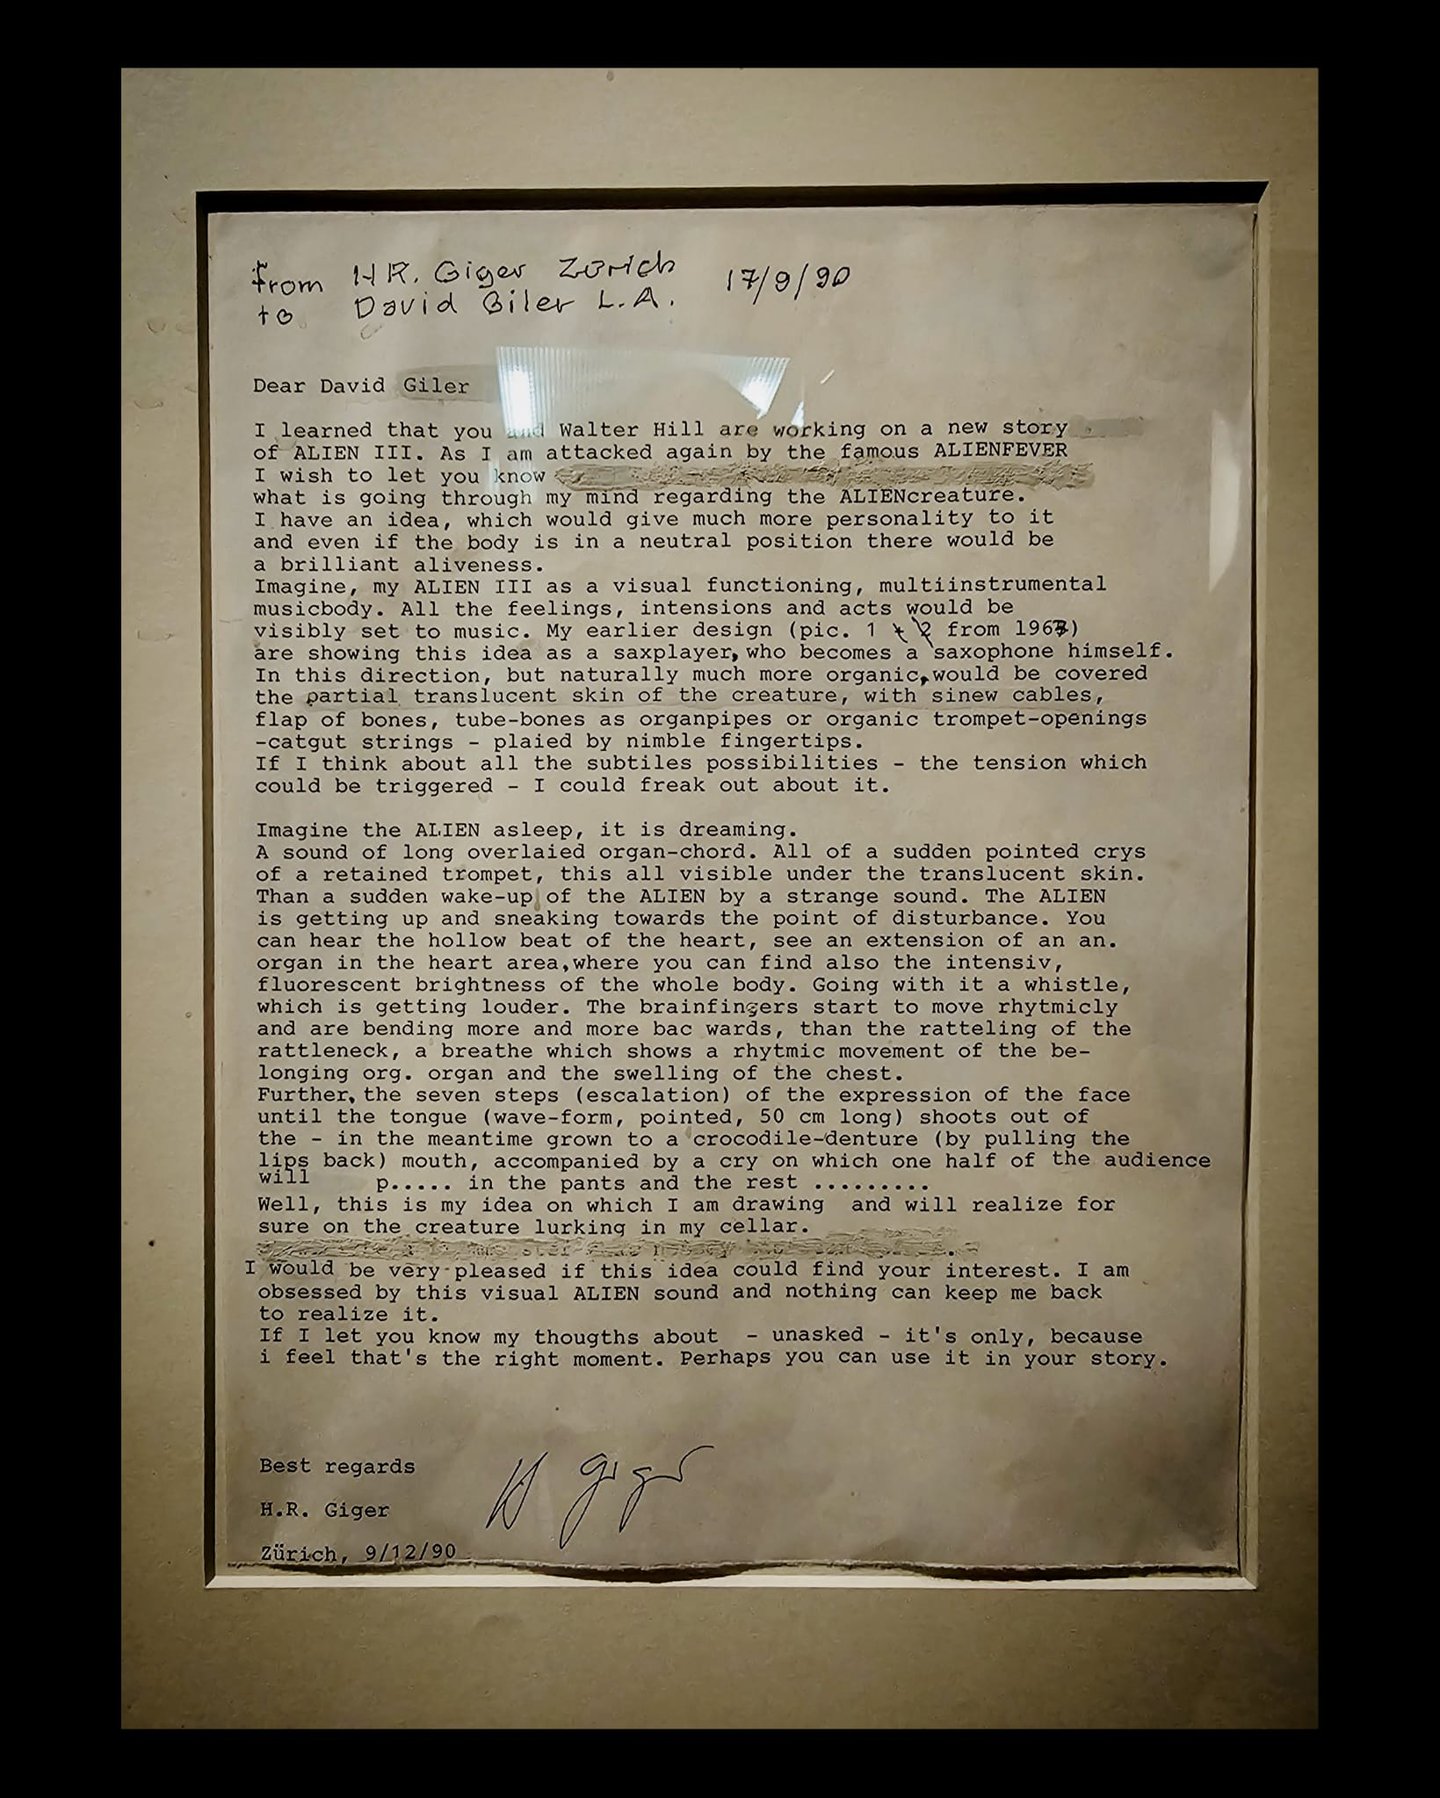 from HR. Giger Zürich 17/9/90
to David Giler L.A.
Dear David Giler
I learned that you and Walter Hill are working on a new story
of ALIEN III. As I am attacked again by the famous ALIENFEVER
I wish to let you know
what is going through my mind regarding the ALIENcreature.
I have an idea, which would give much more personality to it
and even if the body is in a neutral position there would be
a brilliant aliveness.
Imagine, my ALIEN III as a visual functioning, multiinstrumental
musicbody. All the feelings, intensions and acts would be
visibly set to music. My earlier design (pic. 1 + 2 from 1967)
are showing this idea as a saxplayer, who becomes a saxophone himself.
In this direction, but naturally much more organic, would be covered
the partial translucent skin of the creature, with sinew cables,
flap of bones, tube-bones as organpipes or organic trompet-openings
-catgut strings - plaied by nimble fingertips.
If I think about all the subtiles possibilities - the tension which
could be triggered - I could freak out about it.
Imagine the ALIEN asleep, it is dreaming.
A sound of long overlaied organ-chord. All of a sudden pointed crys
of a retained trompet, this all visible under the translucent skin.
Than a sudden wake-up of the ALIEN by a strange sound. The ALIEN
is getting up and sneaking towards the point of disturbance. You
can hear the hollow beat of the heart, see an extension of an an.
organ in the heart area, where you can find also the intensiv,
fluorescent brightness of the whole body. Going with it a whistle,
which is getting louder. The brainfingers start to move rhytmicly
and are bending more and more bac wards, than the ratteling of the
rattleneck, a breathe which shows a rhytmic movement of the be-
longing org. organ and the swelling of the chest.
Further, the seven steps (escalation) of the expression of the face
until the tongue (wave-form, pointed, 50 cm long) shoots out of
the - in the meantime grown to a crocodile-denture (by pulling the
lips back) mouth, accompanied by a cry on which one half of the audience
will p..... in the pants and the rest .........
Well, this is my idea on which I am drawing and will realize for
sure on the creature lurking in my cellar.
I would be very pleased if this idea could find your interest. I am
obsessed by this visual ALIEN sound and nothing can keep me back
to realize it.
If I let you know my thougths about - unasked - it's only, because
i feel that's the right moment. Perhaps you can use it in your story.
Best regards
H Giger
H.R. Giger
Zürich, 9/12/90